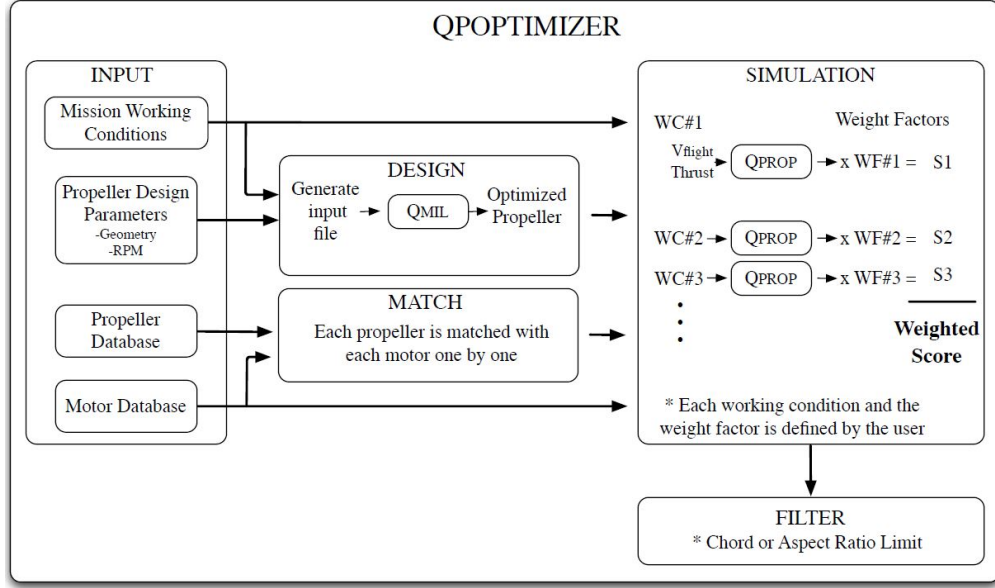 QPOPTIMIZER
INPUT
Mission Working
Conditions
Propeller Design
Parameters
-Geometry
-RPM
Propeller
Database
Motor Database
DESIGN
Generate
input
file
QMIL
Optimized
Propeller
MATCH
Each propeller is matched with
each motor one by one
SIMULATION
WC#1
Weight Factors
Vflight
Thrust
QPROP
x WF#1 = S1
WC#2
QPROP
x WF#2 = S2
WC#3
QPROP
x WF#3 = S3
Weighted
Score
* Each working condition and the
weight factor is defined by the user
FILTER
* Chord or Aspect Ratio Limit